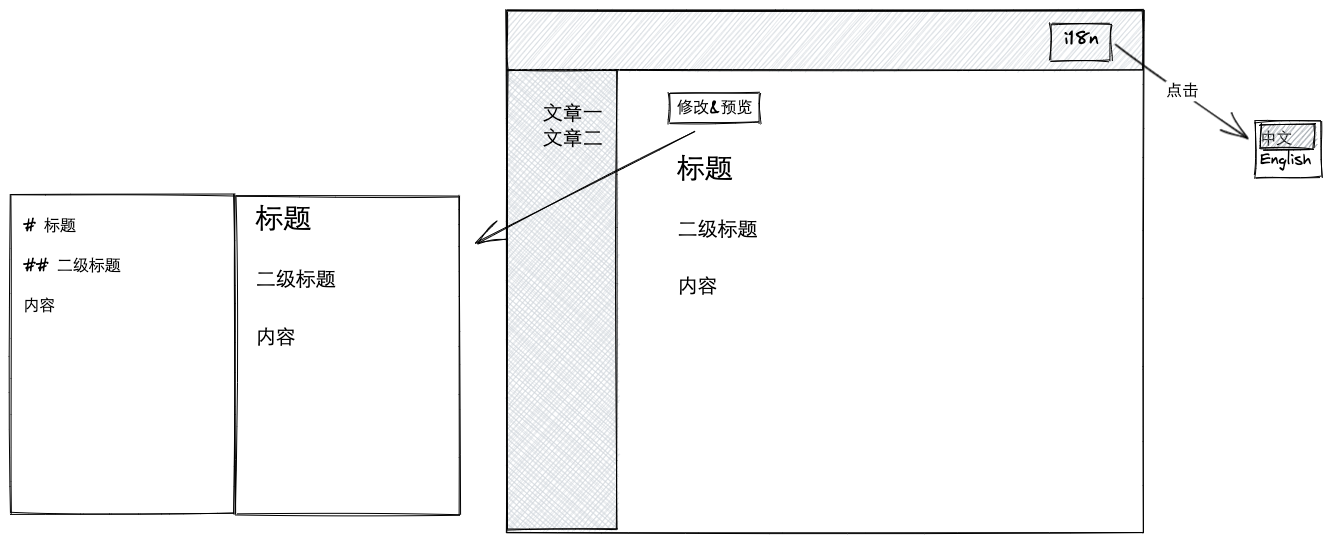 i18n
点击
中文
English
文章一
文章二
修改&预览
标题
二级标题
内容
# 标题
## 二级标题
内容
标题
二级标题
内容